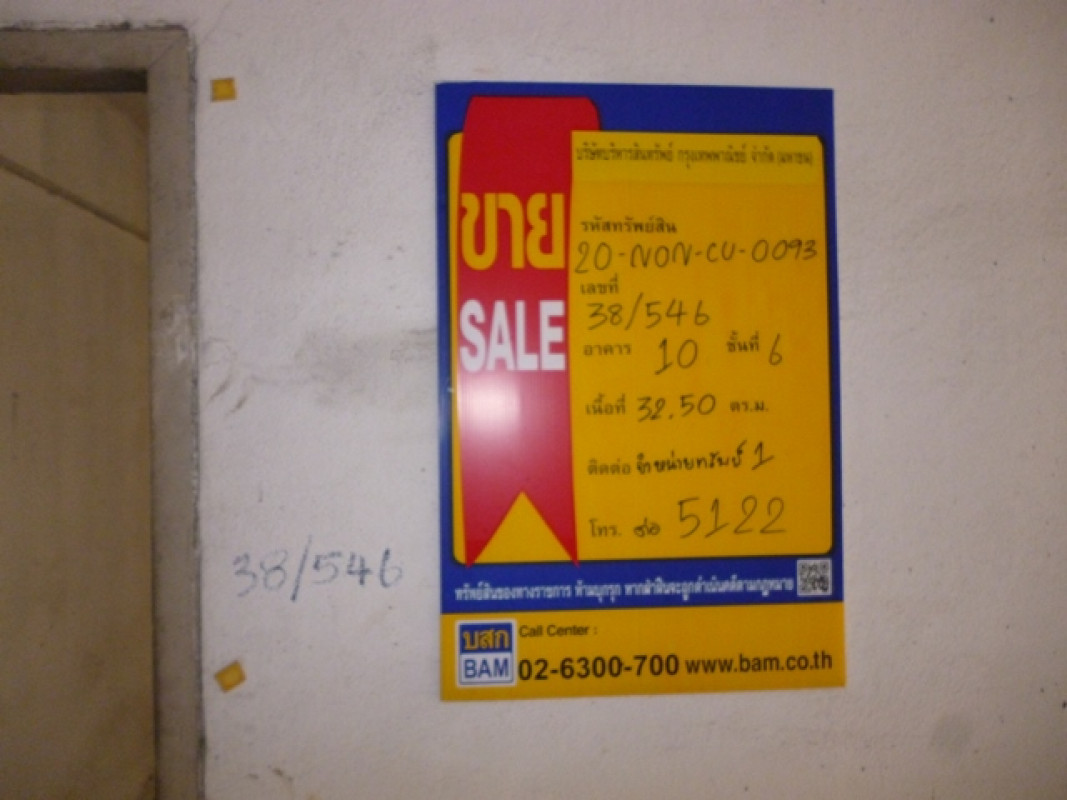 บริษัทบริหารสินทรัพย์ กรุงเทพพาณิชย์ จำกัด (มหาชน)
ขาย
SALE
รหัสทรัพย์สิน
20-NON-CU-0093
เลขที่
38/546
อาคาร 10 ชั้นที่ 6
เนื้อที่ 32.50 ตร.ม.
ติดต่อ จำหน่ายทรัพย์ 1
โทร. ต่อ 5122
38/546
ทรัพย์สินของทางราชการ ห้ามบุกรุก หากฝ่าฝืนจะถูกดำเนินคดีตามกฎหมาย
บสก
BAM
Call Center :
02-6300-700 www.bam.co.th